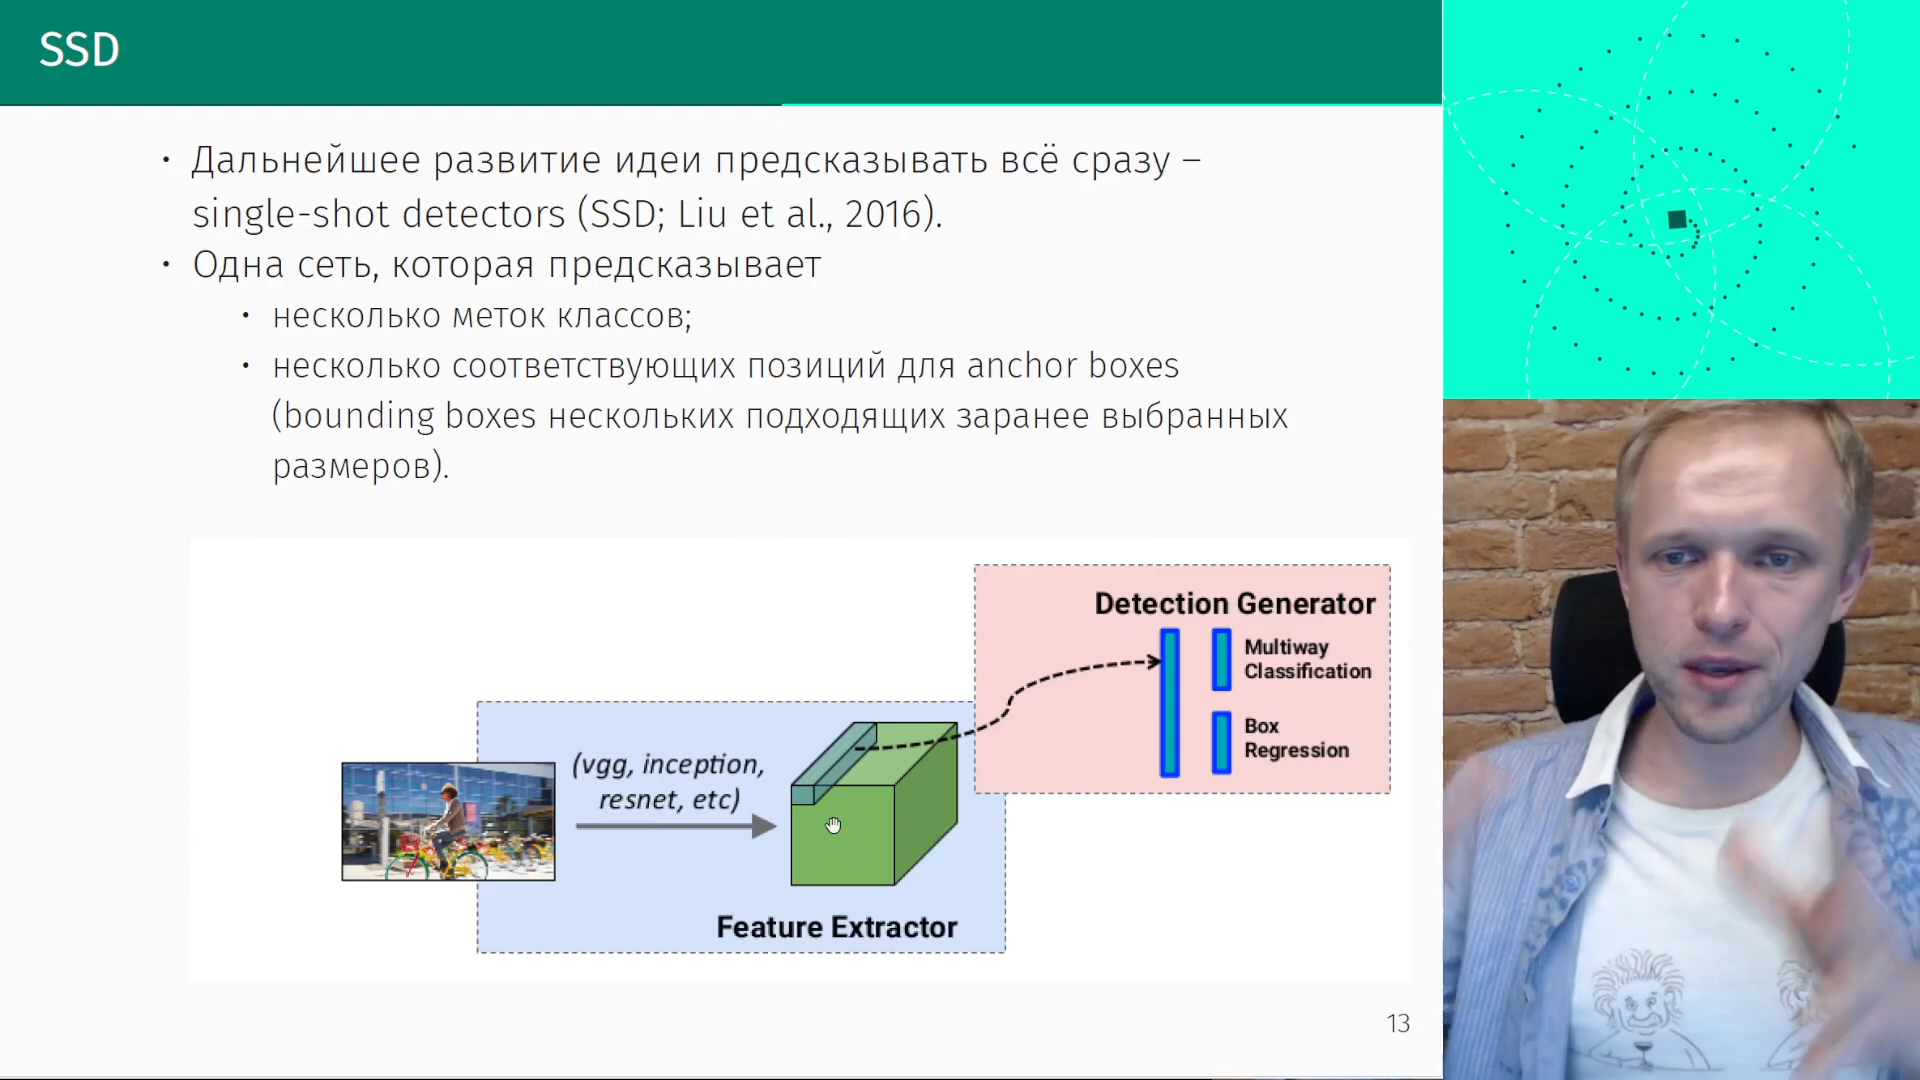 SSD
• Дальнейшее развитие идеи предсказывать всё сразу –
single-shot detectors (SSD; Liu et al., 2016).
• Одна сеть, которая предсказывает
• несколько меток классов;
• несколько соответствующих позиций для anchor boxes
(bounding boxes нескольких подходящих заранее выбранных
размеров).
Detection Generator
Multiway
Classification
Box
Regression
(vgg, inception,
resnet, etc)
Feature Extractor
13